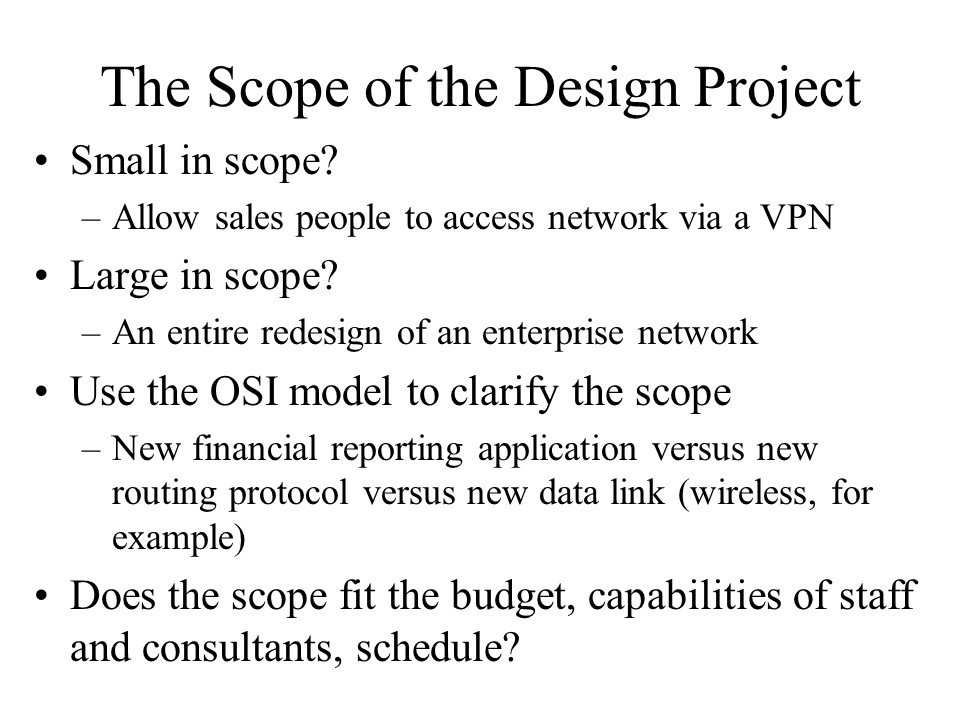 The Scope of the Design Project
• Small in scope?
–Allow sales people to access network via a VPN
• Large in scope?
–An entire redesign of an enterprise network
• Use the OSI model to clarify the scope
–New financial reporting application versus new
routing protocol versus new data link (wireless, for
example)
• Does the scope fit the budget, capabilities of staff
and consultants, schedule?